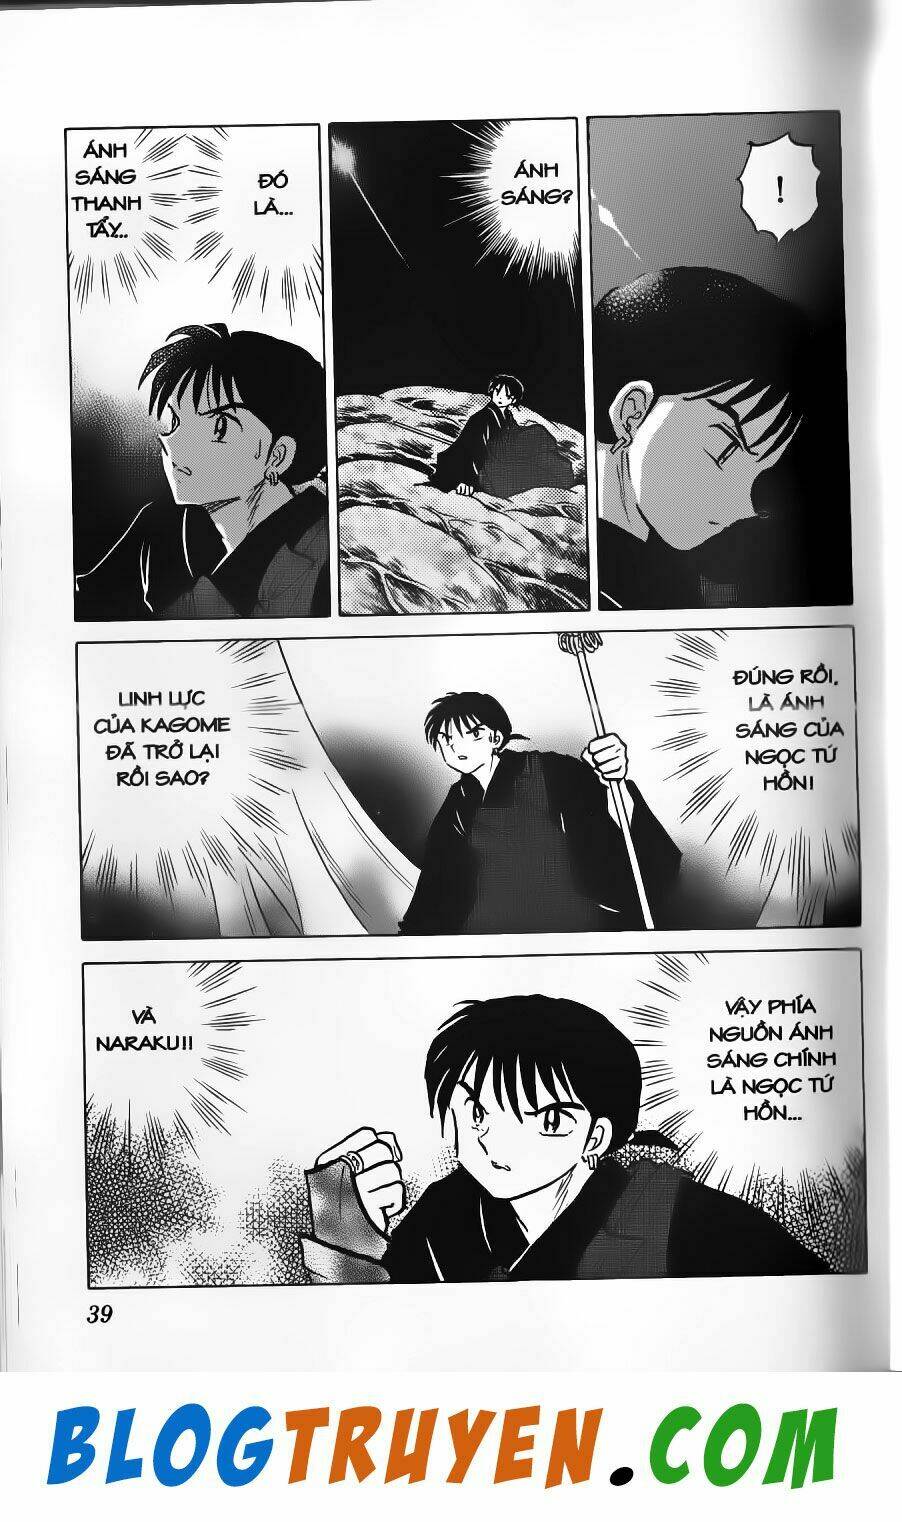 !
ÁNH
SÁNG?
ĐÓ
LÀ...
ÁNH
SÁNG
THANH
TẨY...
ĐÚNG RỒI,
LÀ ÁNH
SÁNG CỦA
NGỌC TỨ
HỒN!
LINH LỰC
CỦA KAGOME
ĐÃ TRỞ LẠI
RỒI SAO?
VẬY PHÍA
NGUỒN ÁNH
SÁNG CHÍNH
LÀ NGỌC TỨ
HỒN...
VÀ
NARAKU!!
39
BLOGTRUYEN.COM